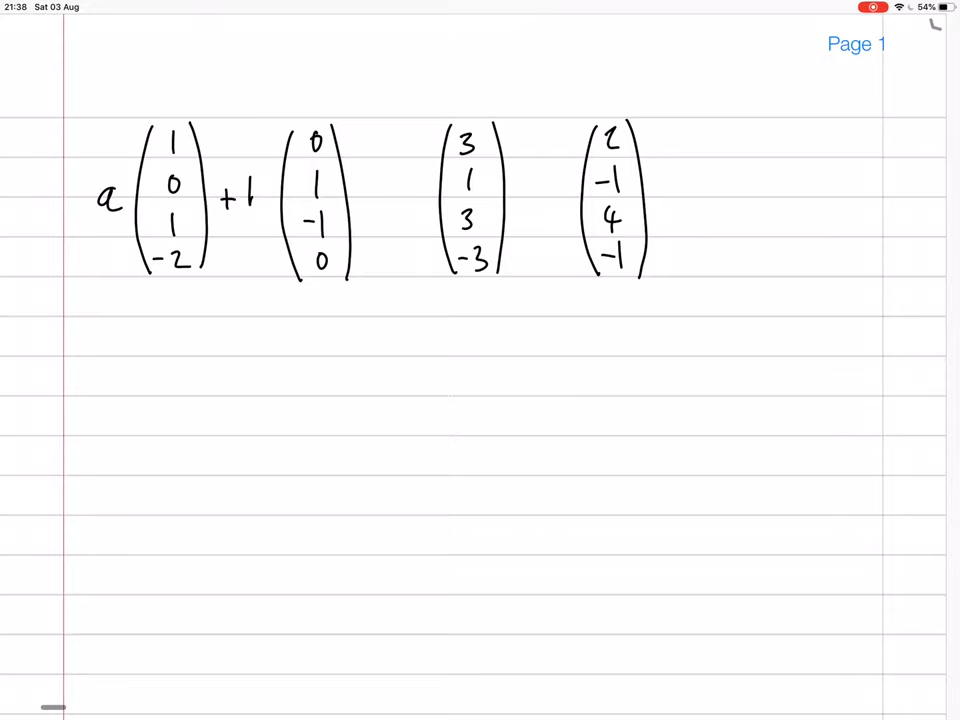 21:38 Sat 03 Aug 54%
Page 1
1 0 3 2
0 1 1 -1
a +1
1 -1 3 4
-2 0 -3 -1